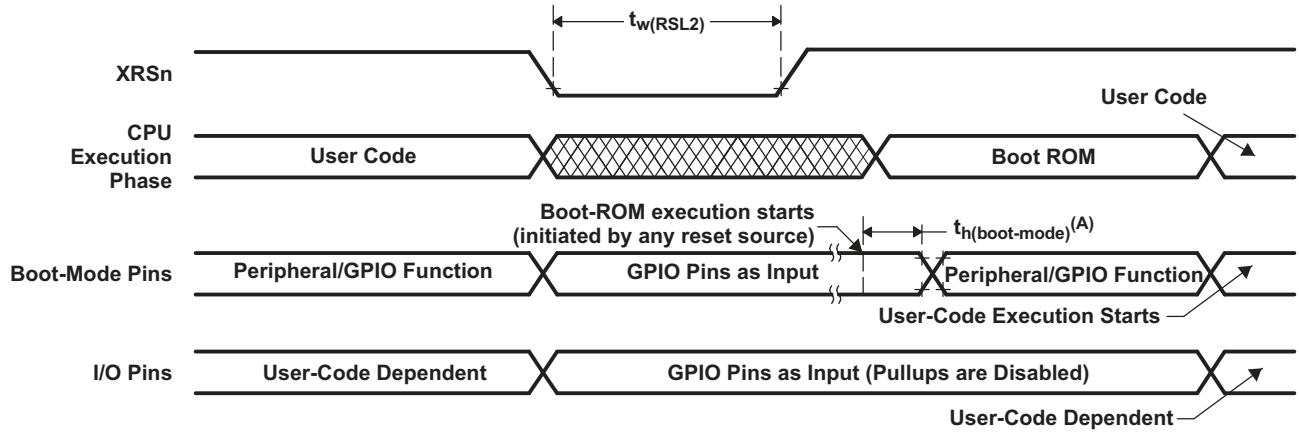 tw(RSL2)
XRSn
User Code
CPU
Execution
Phase
User Code
Boot ROM
Boot-ROM execution starts
(initiated by any reset source)
th(boot-mode)(A)
Boot-Mode Pins
Peripheral/GPIO Function
GPIO Pins as Input
Peripheral/GPIO Function
User-Code Execution Starts
I/O Pins
User-Code Dependent
GPIO Pins as Input (Pullups are Disabled)
User-Code Dependent